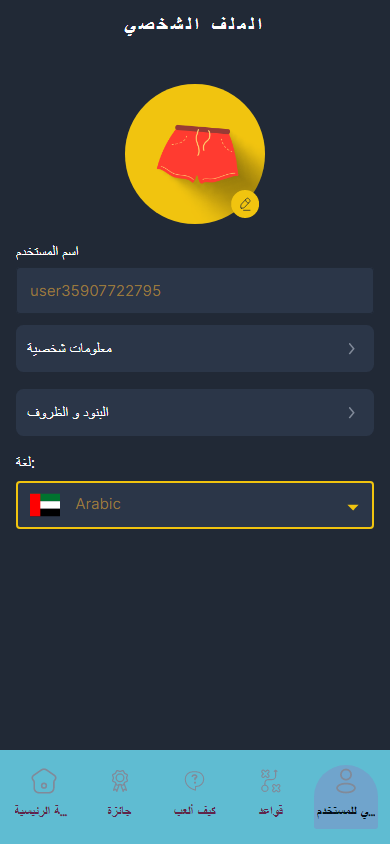 الملف الشخصي
اسم المستخدم
user35907722795
معلومات شخصية
البنود و الظروف
لغة:
Arabic
ة الرئيسية...
جائزة
كيف ألعب
قواعد
ي للمستخدم...